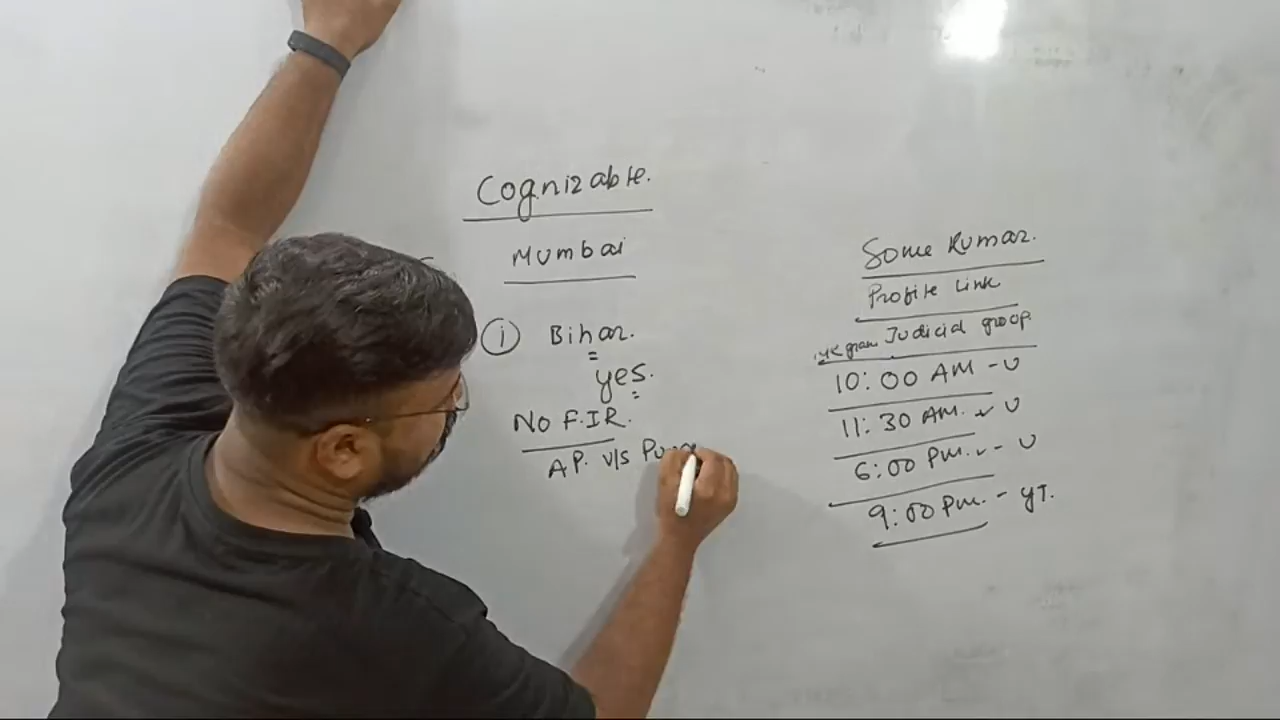 Cognizable.
Mumbai
i Bihar.
yes.
No F.IR.
AP. v/s
Some Kumar.
Profile Link
Judicial group.
10:00 AM - U
11:30 AM. - U
6:00 Pm. - U
9:00 Pm. - YT.